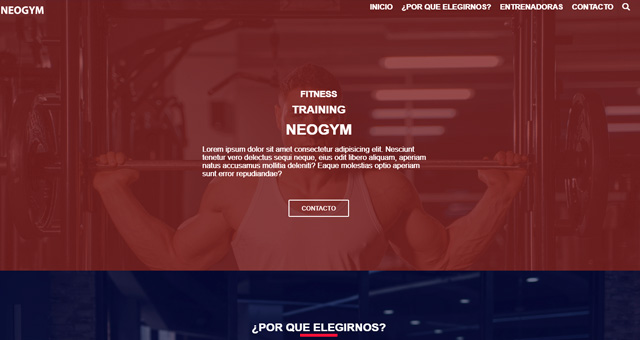 NEOGYM
INICIO
¿POR QUE ELEGIRNOS?
ENTRENADORAS
CONTACTO
FITNESS
TRAINING
NEOGYM
Lorem ipsum dolor sit amet consectetur adipisicing elit. Nesciunt
tenetur vero delectus sequi neque, eius odit libero aliquam, aperiam
natus accusamus mollitia deleniti? Eaque molestias optio aperiam
sunt error repudiandae?
CONTACTO
¿POR QUE ELEGIRNOS?